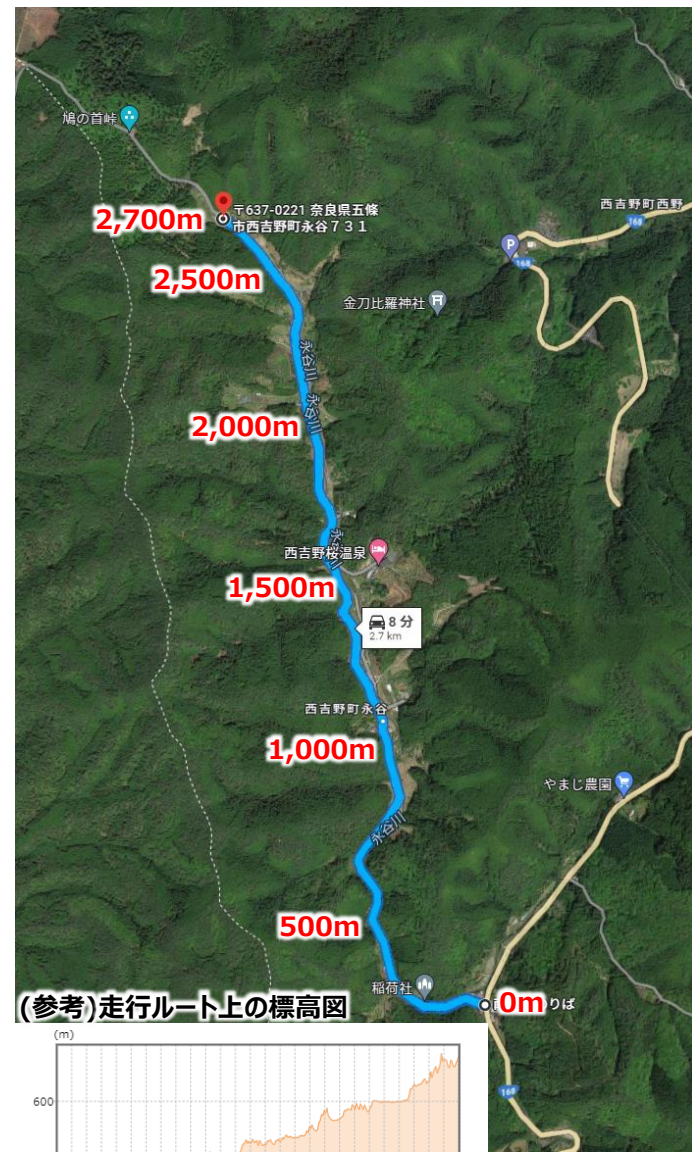 鳩の首峠
〒637-0221 奈良県五條
市西吉野町永谷７３１
2,700m
西吉野町西野
168
P
168
2,500m
金刀比羅神社
永谷川
永谷川
2,000m
西吉野桜温泉
1,500m
8 分
2.7 km
西吉野町永谷
1,000m
やまじ農園
永谷川
500m
稲荷社
0m
りば
(参考)走行ルート上の標高図
(m)
600
168